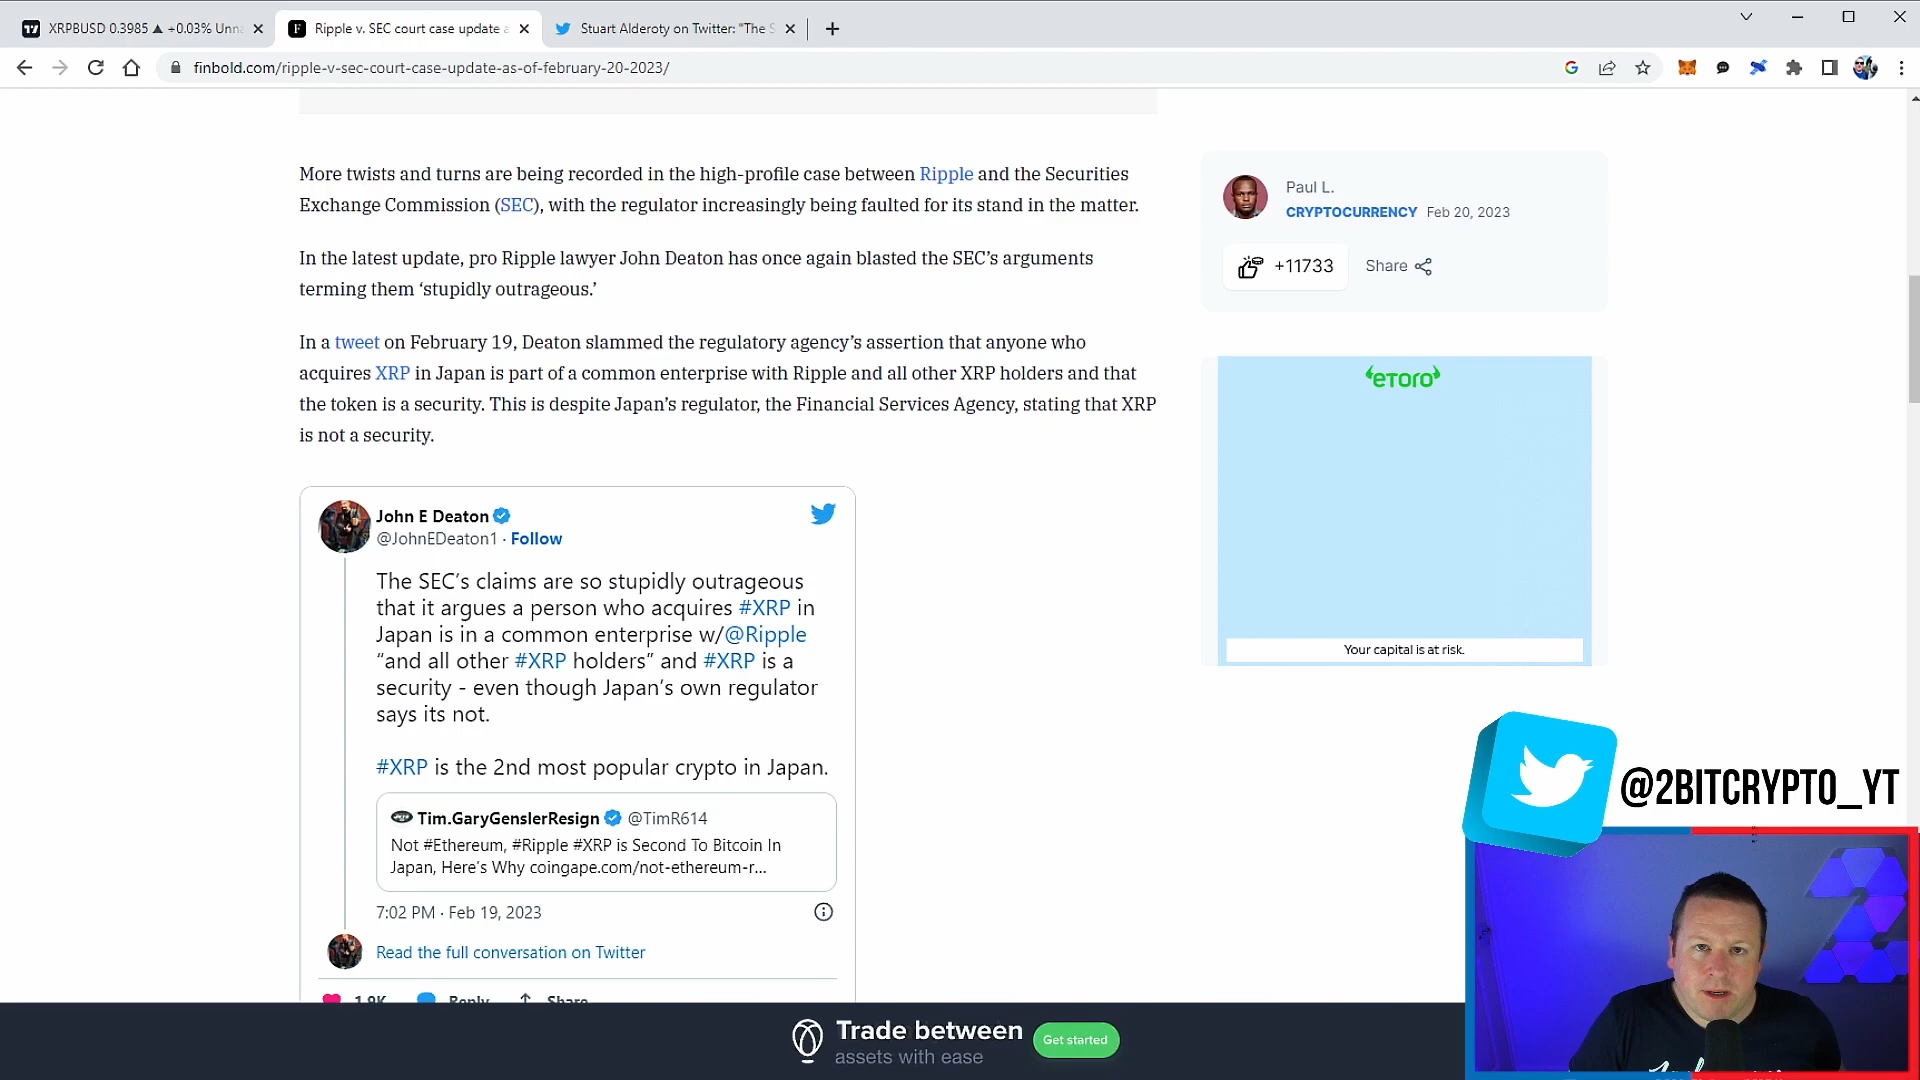 XRPBUSD 0.3985 ▲ +0.03% Unna
Ripple v. SEC court case update a
Stuart Alderoty on Twitter: "The S
finbold.com/ripple-v-sec-court-case-update-as-of-february-20-2023/
More twists and turns are being recorded in the high-profile case between Ripple and the Securities
Exchange Commission (SEC), with the regulator increasingly being faulted for its stand in the matter.
In the latest update, pro Ripple lawyer John Deaton has once again blasted the SEC’s arguments
terming them ‘stupidly outrageous.’
In a tweet on February 19, Deaton slammed the regulatory agency’s assertion that anyone who
acquires XRP in Japan is part of a common enterprise with Ripple and all other XRP holders and that
the token is a security. This is despite Japan’s regulator, the Financial Services Agency, stating that XRP
is not a security.
Paul L.
CRYPTOCURRENCY Feb 20, 2023
+11733 Share
eToro
Your capital is at risk.
John E Deaton
@JohnEDeaton1 · Follow
The SEC’s claims are so stupidly outrageous
that it argues a person who acquires #XRP in
Japan is in a common enterprise w/@Ripple
“and all other #XRP holders” and #XRP is a
security - even though Japan’s own regulator
says its not.
#XRP is the 2nd most popular crypto in Japan.
Tim.GaryGenslerResign @TimR614
Not #Ethereum, #Ripple #XRP is Second To Bitcoin In
Japan, Here’s Why coingape.com/not-ethereum-r...
7:02 PM · Feb 19, 2023
Read the full conversation on Twitter
1.9K Reply Share
@2BITCRYPTO_YT
Trade between
assets with ease
Get started